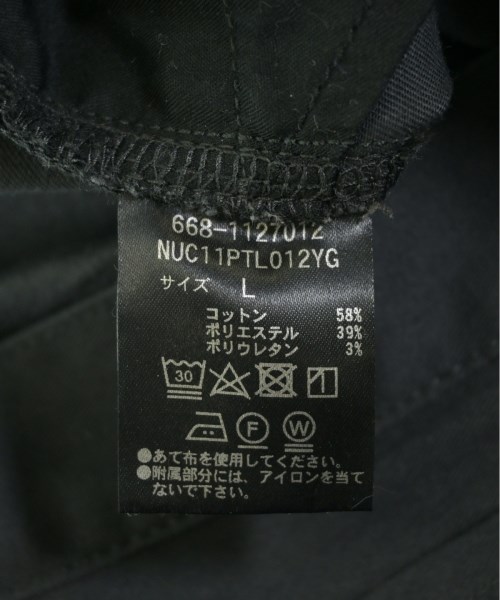 668-1127012
NUC11PTL012YG
サイズ L
コットン 58%
ポリエステル 39%
ポリウレタン 3%
30
F W
●あて布を使用してください。
●附属部分には、アイロンを当て
ないで下さい。